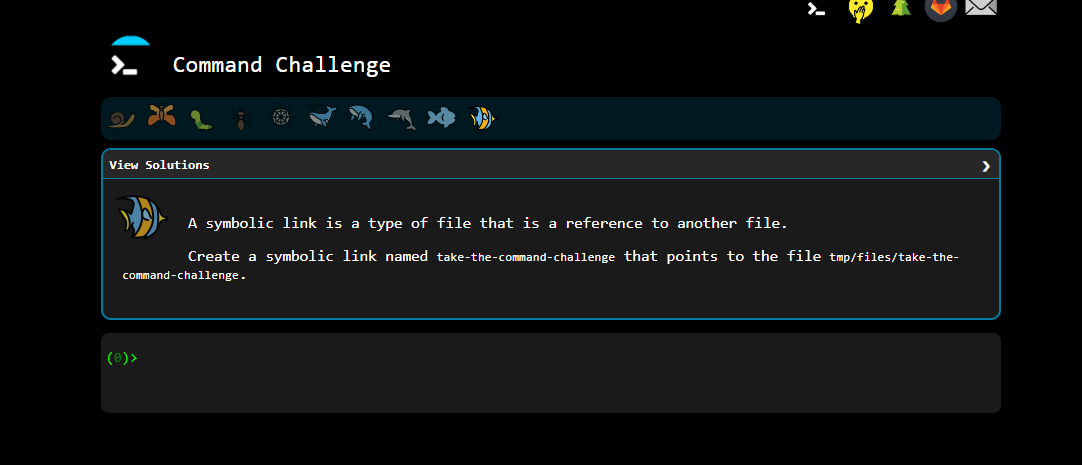 Command Challenge
View Solutions
A symbolic link is a type of file that is a reference to another file.
Create a symbolic link named take-the-command-challenge that points to the file tmp/files/take-the-
command-challenge.
(0)>